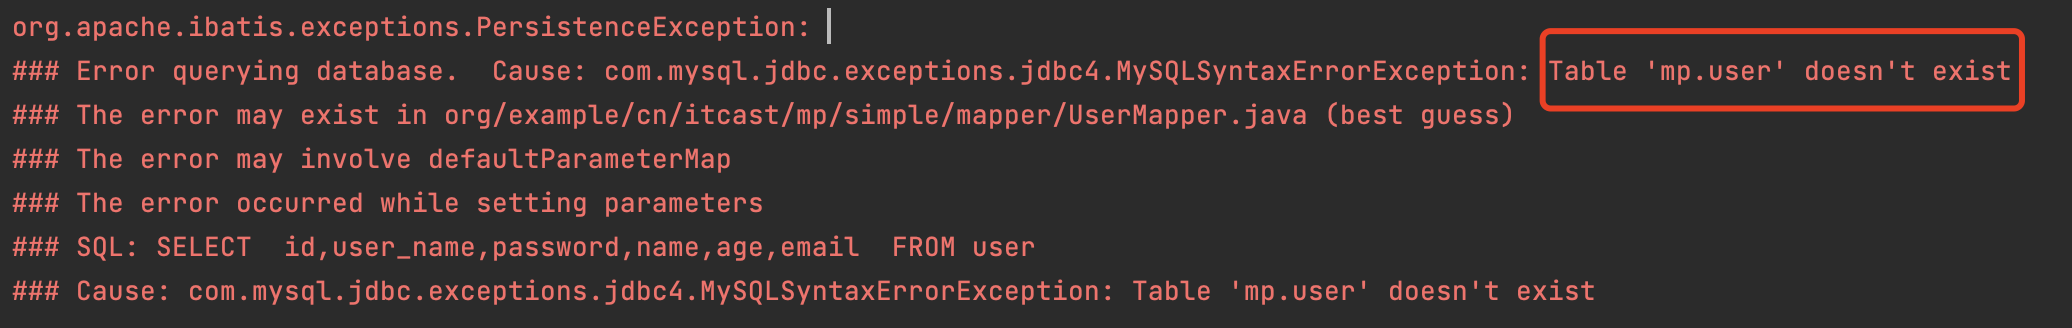 org.apache.ibatis.exceptions.PersistenceException:
### Error querying database.  Cause: com.mysql.jdbc.exceptions.jdbc4.MySQLSyntaxErrorException: Table 'mp.user' doesn't exist
### The error may exist in org/example/cn/itcast/mp/simple/mapper/UserMapper.java (best guess)
### The error may involve defaultParameterMap
### The error occurred while setting parameters
### SQL: SELECT  id,user_name,password,name,age,email  FROM user
### Cause: com.mysql.jdbc.exceptions.jdbc4.MySQLSyntaxErrorException: Table 'mp.user' doesn't exist